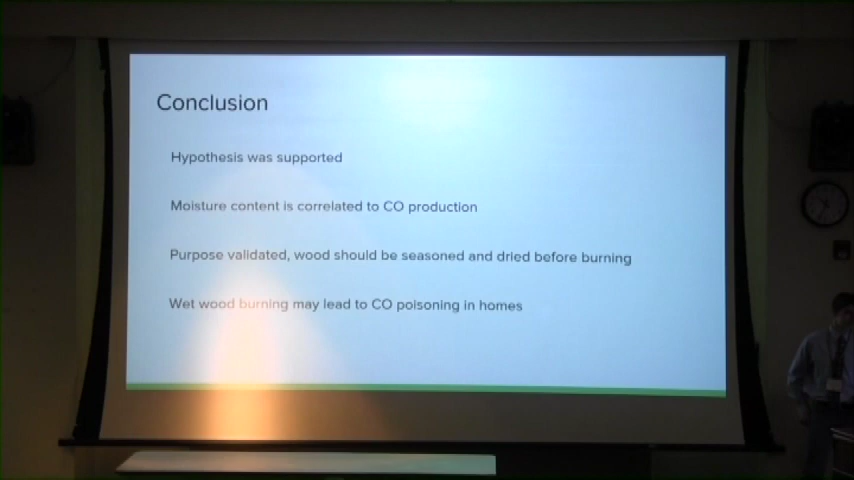 Conclusion
Hypothesis was supported
Moisture content is correlated to CO production
Purpose validated, wood should be seasoned and dried before burning
Wet wood burning may lead to CO poisoning in homes